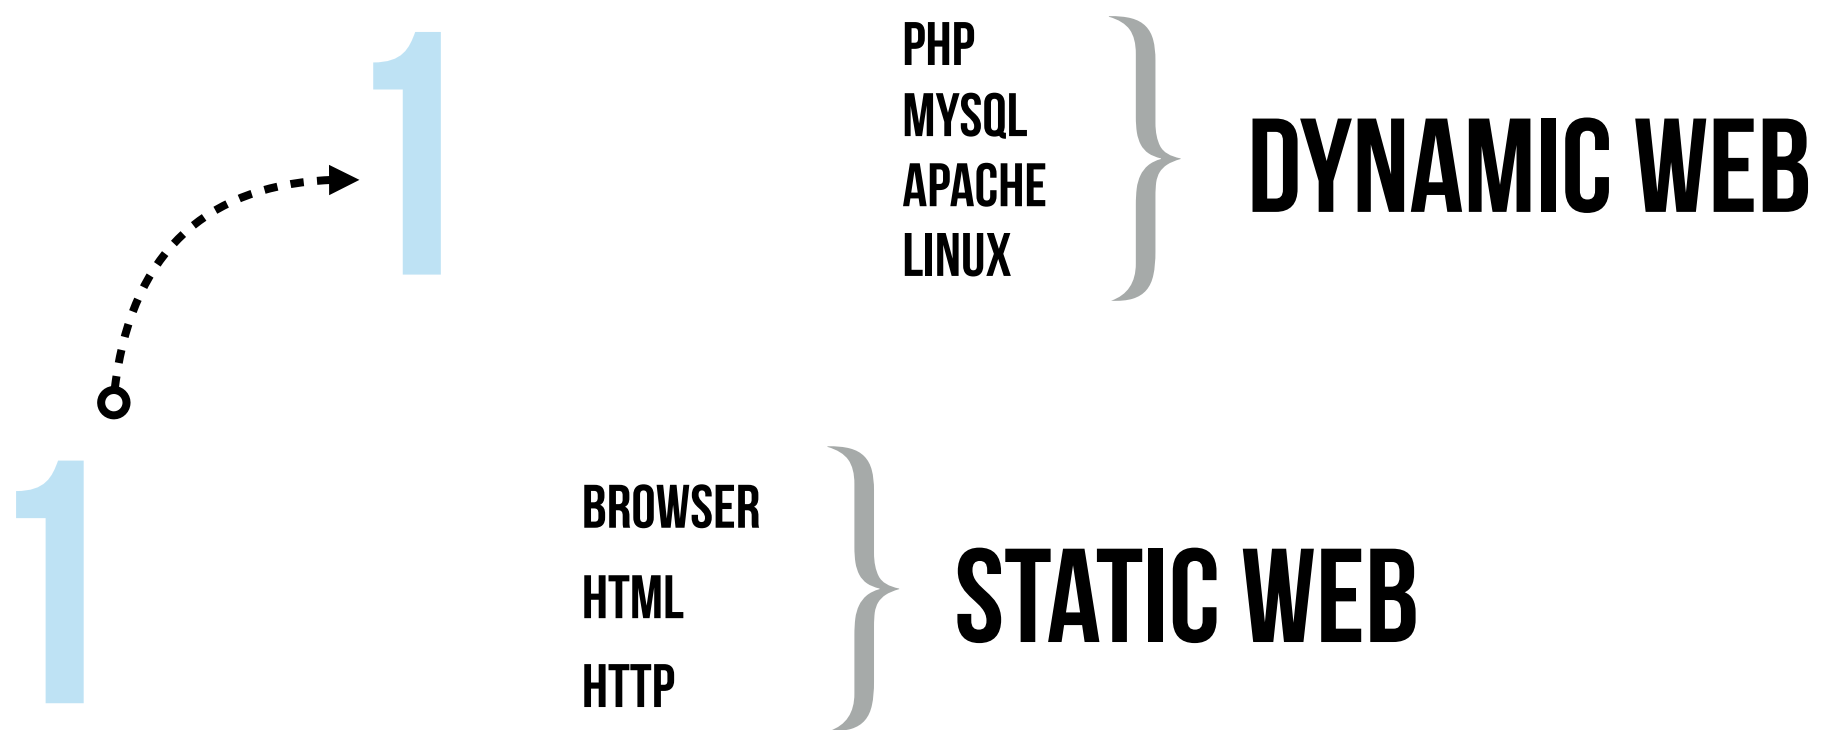 1
PHP
MYSQL
APACHE
LINUX
DYNAMIC WEB
1
BROWSER
HTML
HTTP
STATIC WEB